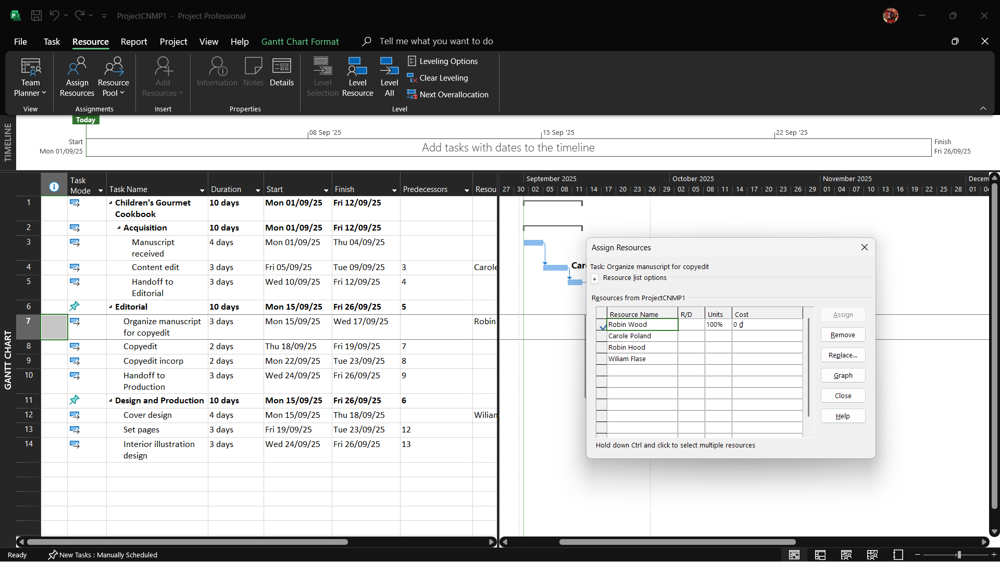 ProjectCNMP1 - Project Professional
File Task Resource Report Project View Help Gantt Chart Format Tell me what you want to do
Team Planner
Assign Resources
Resource Pool
Add Resources
Information
Notes
Details
Level Selection
Level Resource
Level All
Leveling Options
Clear Leveling
Next Overallocation
View Assignments Insert Properties Level
TIMELINE
Today
08 Sep '25 15 Sep '25 22 Sep '25
Start
Mon 01/09/25
Add tasks with dates to the timeline
Finish
Fri 26/09/25
GANTT CHART
Task Mode Task Name Duration Start Finish Predecessors Resou
September 2025 October 2025 November 2025 Decem
27 30 02 05 08 11 14 17 20 23 26 29 02 05 08 11 14 17 20 23 26 29 01 04 07 10 13 16 19 22 25 28 01 04
1 Children's Gourmet Cookbook 10 days Mon 01/09/25 Fri 12/09/25
2 Acquisition 10 days Mon 01/09/25 Fri 12/09/25
3 Manuscript received 4 days Mon 01/09/25 Thu 04/09/25
4 Content edit 3 days Fri 05/09/25 Tue 09/09/25 3 Carole
5 Handoff to Editorial 3 days Wed 10/09/25 Fri 12/09/25 4
6 Editorial 10 days Mon 15/09/25 Fri 26/09/25 5
7 Organize manuscript for copyedit 3 days Mon 15/09/25 Wed 17/09/25 Robin
8 Copyedit 2 days Thu 18/09/25 Fri 19/09/25 7
9 Copyedit incorp 2 days Mon 22/09/25 Tue 23/09/25 8
10 Handoff to Production 3 days Wed 24/09/25 Fri 26/09/25 9
11 Design and Production 10 days Mon 15/09/25 Fri 26/09/25 6
12 Cover design 4 days Mon 15/09/25 Thu 18/09/25 Wilian
13 Set pages 3 days Fri 19/09/25 Tue 23/09/25 12
14 Interior illustration design 3 days Wed 24/09/25 Fri 26/09/25 13
Car
Assign Resources
Task: Organize manuscript for copyedit
+ Resource list options
Resources from ProjectCNMP1
Resource Name R/D Units Cost
Robin Wood 100% 0 ₫
Carole Poland
Robin Hood
Wiliam Flase
Assign
Remove
Replace...
Graph
Close
Help
Hold down Ctrl and click to select multiple resources
Ready New Tasks : Manually Scheduled